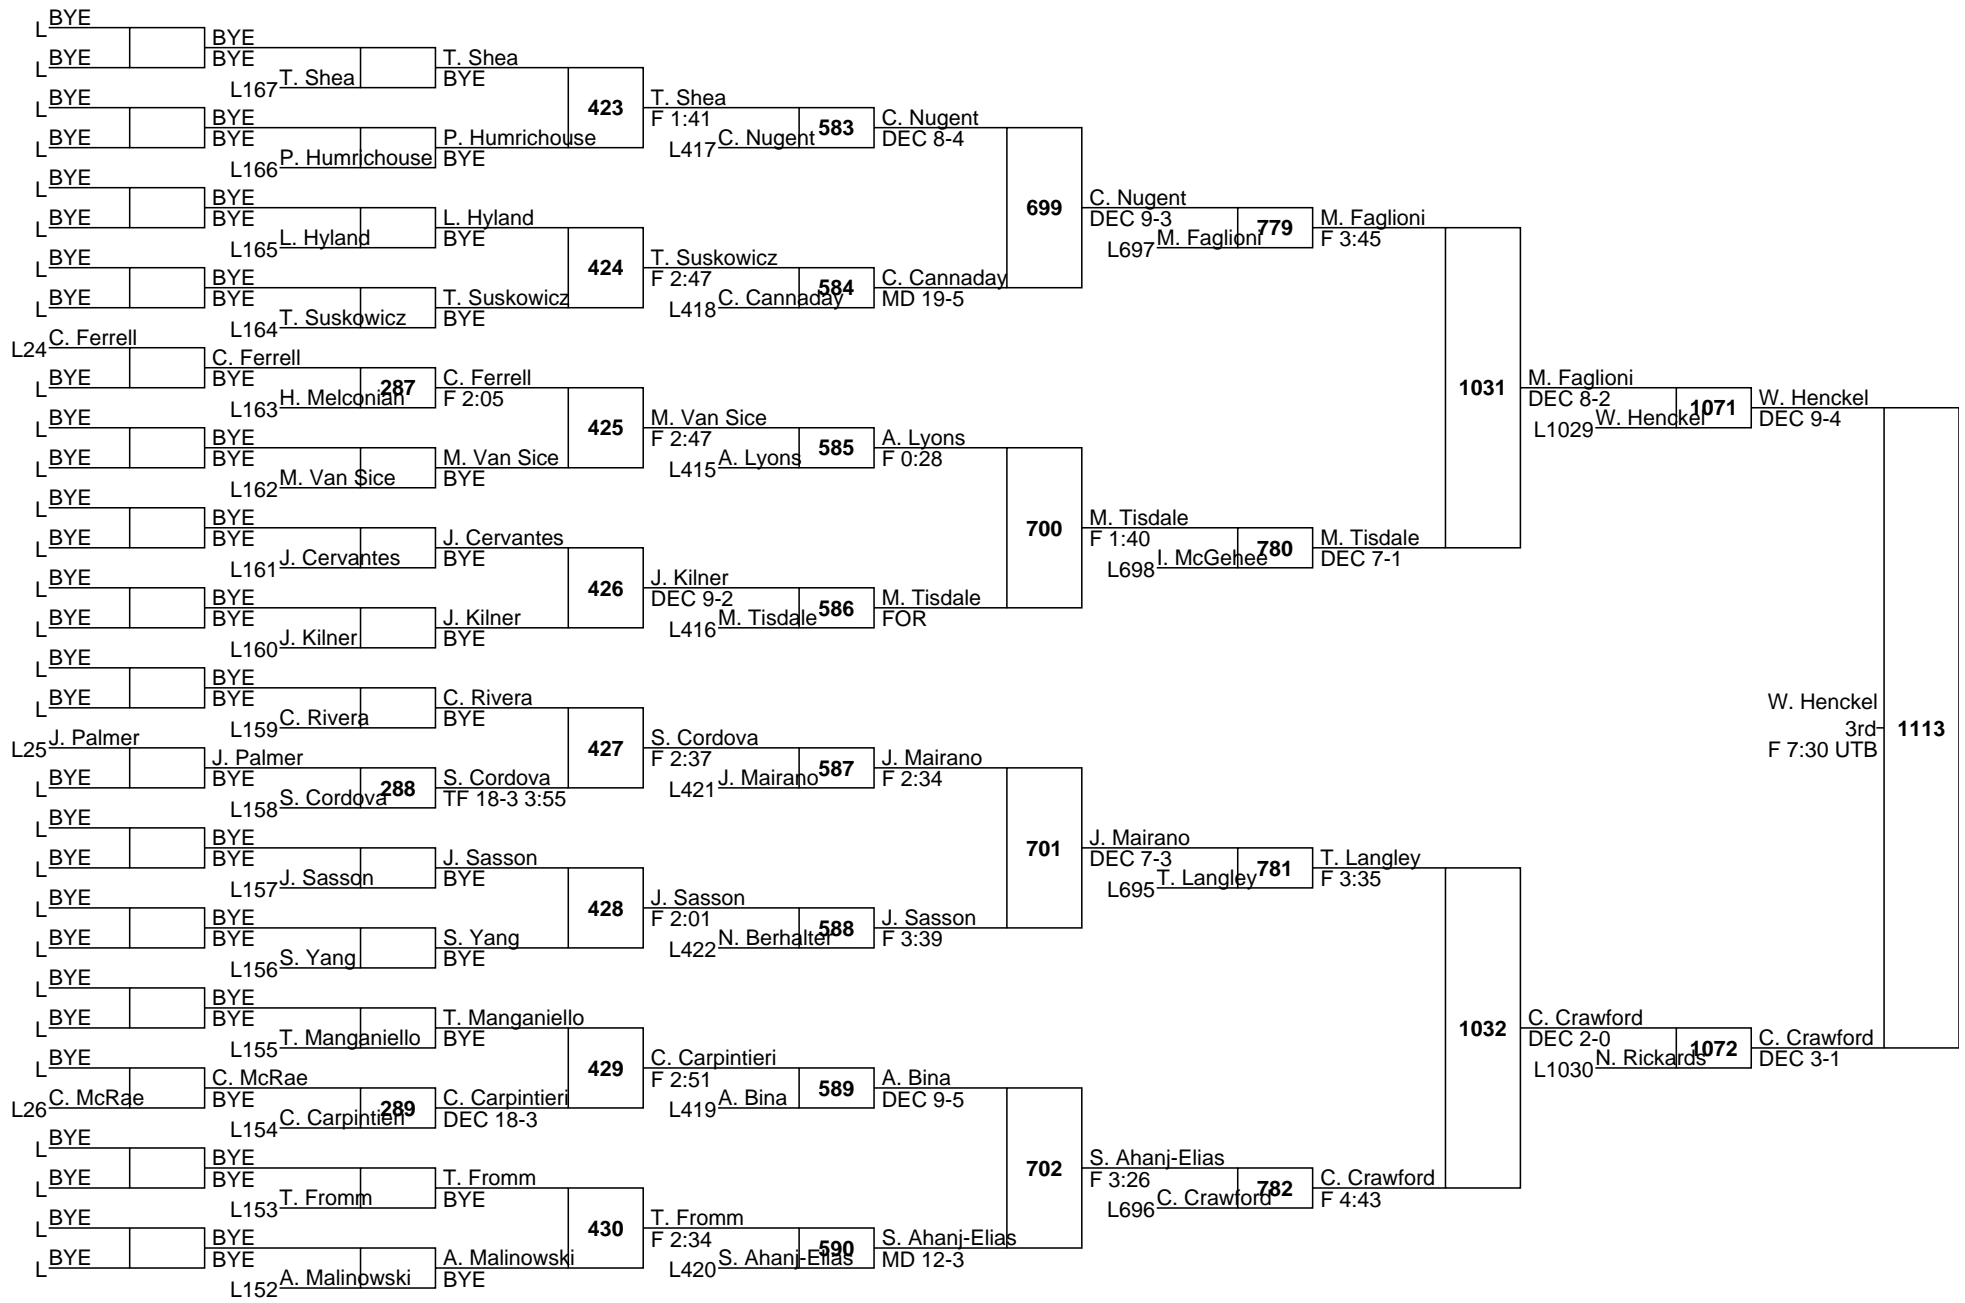 BYE
L
BYE
BYE
BYE
L
T. Shea
L167
T. Shea
BYE
BYE
L
BYE
BYE
BYE
L
P. Humrichouse
L166
P. Humrichouse
BYE
423
T. Shea
F 1:41
C. Nugent
L417
583
C. Nugent
DEC 8-4
BYE
L
BYE
BYE
BYE
L
L. Hyland
L165
L. Hyland
BYE
BYE
L
BYE
BYE
BYE
L
T. Suskowicz
L164
T. Suskowicz
BYE
424
T. Suskowicz
F 2:47
C. Cannaday
L418
584
C. Cannaday
MD 19-5
699
C. Nugent
DEC 9-3
M. Faglioni
L697
779
M. Faglioni
F 3:45
C. Ferrell
L24
C. Ferrell
BYE
BYE
L
H. Melconian
L163
287
C. Ferrell
F 2:05
BYE
L
BYE
BYE
BYE
L
M. Van Sice
L162
M. Van Sice
BYE
425
M. Van Sice
F 2:47
A. Lyons
L415
585
A. Lyons
F 0:28
BYE
L
BYE
BYE
BYE
L
J. Cervantes
L161
J. Cervantes
BYE
BYE
L
BYE
BYE
BYE
L
J. Kilner
L160
J. Kilner
BYE
426
J. Kilner
DEC 9-2
M. Tisdale
L416
586
M. Tisdale
FOR
700
M. Tisdale
F 1:40
I. McGehee
L698
780
M. Tisdale
DEC 7-1
1031
M. Faglioni
DEC 8-2
W. Henckel
L1029
1071
W. Henckel
DEC 9-4
BYE
L
BYE
BYE
BYE
L
C. Rivera
L159
C. Rivera
BYE
J. Palmer
L25
J. Palmer
BYE
BYE
L
S. Cordova
L158
288
S. Cordova
TF 18-3 3:55
427
S. Cordova
F 2:37
J. Mairano
L421
587
J. Mairano
F 2:34
BYE
L
BYE
BYE
BYE
L
J. Sasson
L157
J. Sasson
BYE
BYE
L
BYE
BYE
BYE
L
S. Yang
L156
S. Yang
BYE
428
J. Sasson
F 2:01
N. Berhalter
L422
588
J. Sasson
F 3:39
701
J. Mairano
DEC 7-3
T. Langley
L695
781
T. Langley
F 3:35
BYE
L
BYE
BYE
BYE
L
T. Manganiello
L155
T. Manganiello
BYE
BYE
L
C. McRae
BYE
C. McRae
L26
C. Carpintieri
L154
289
C. Carpintieri
DEC 18-3
429
C. Carpintieri
F 2:51
A. Bina
L419
589
A. Bina
DEC 9-5
BYE
L
BYE
BYE
BYE
L
T. Fromm
L153
T. Fromm
BYE
BYE
L
BYE
BYE
BYE
L
A. Malinowski
L152
A. Malinowski
BYE
430
T. Fromm
F 2:34
S. Ahanj-Elias
L420
590
S. Ahanj-Elias
MD 12-3
702
S. Ahanj-Elias
F 3:26
C. Crawford
L696
782
C. Crawford
F 4:43
1032
C. Crawford
DEC 2-0
N. Rickards
L1030
1072
C. Crawford
DEC 3-1
W. Henckel
3rd
F 7:30 UTB
1113